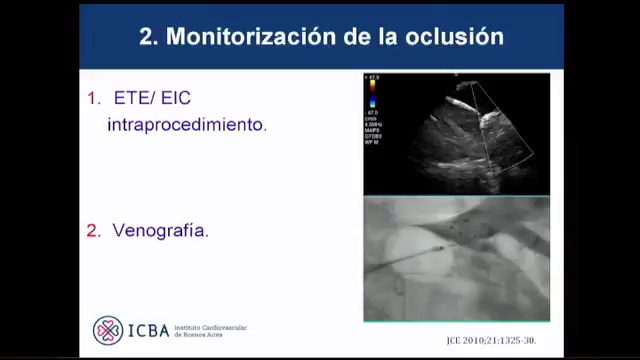 2. Monitorización de la oclusión
1. ETE/ EIC
intraprocedimiento.
2. Venografía.
ICBA
Instituto Cardiovascular
de Buenos Aires
JCE 2010;21:1325-30.